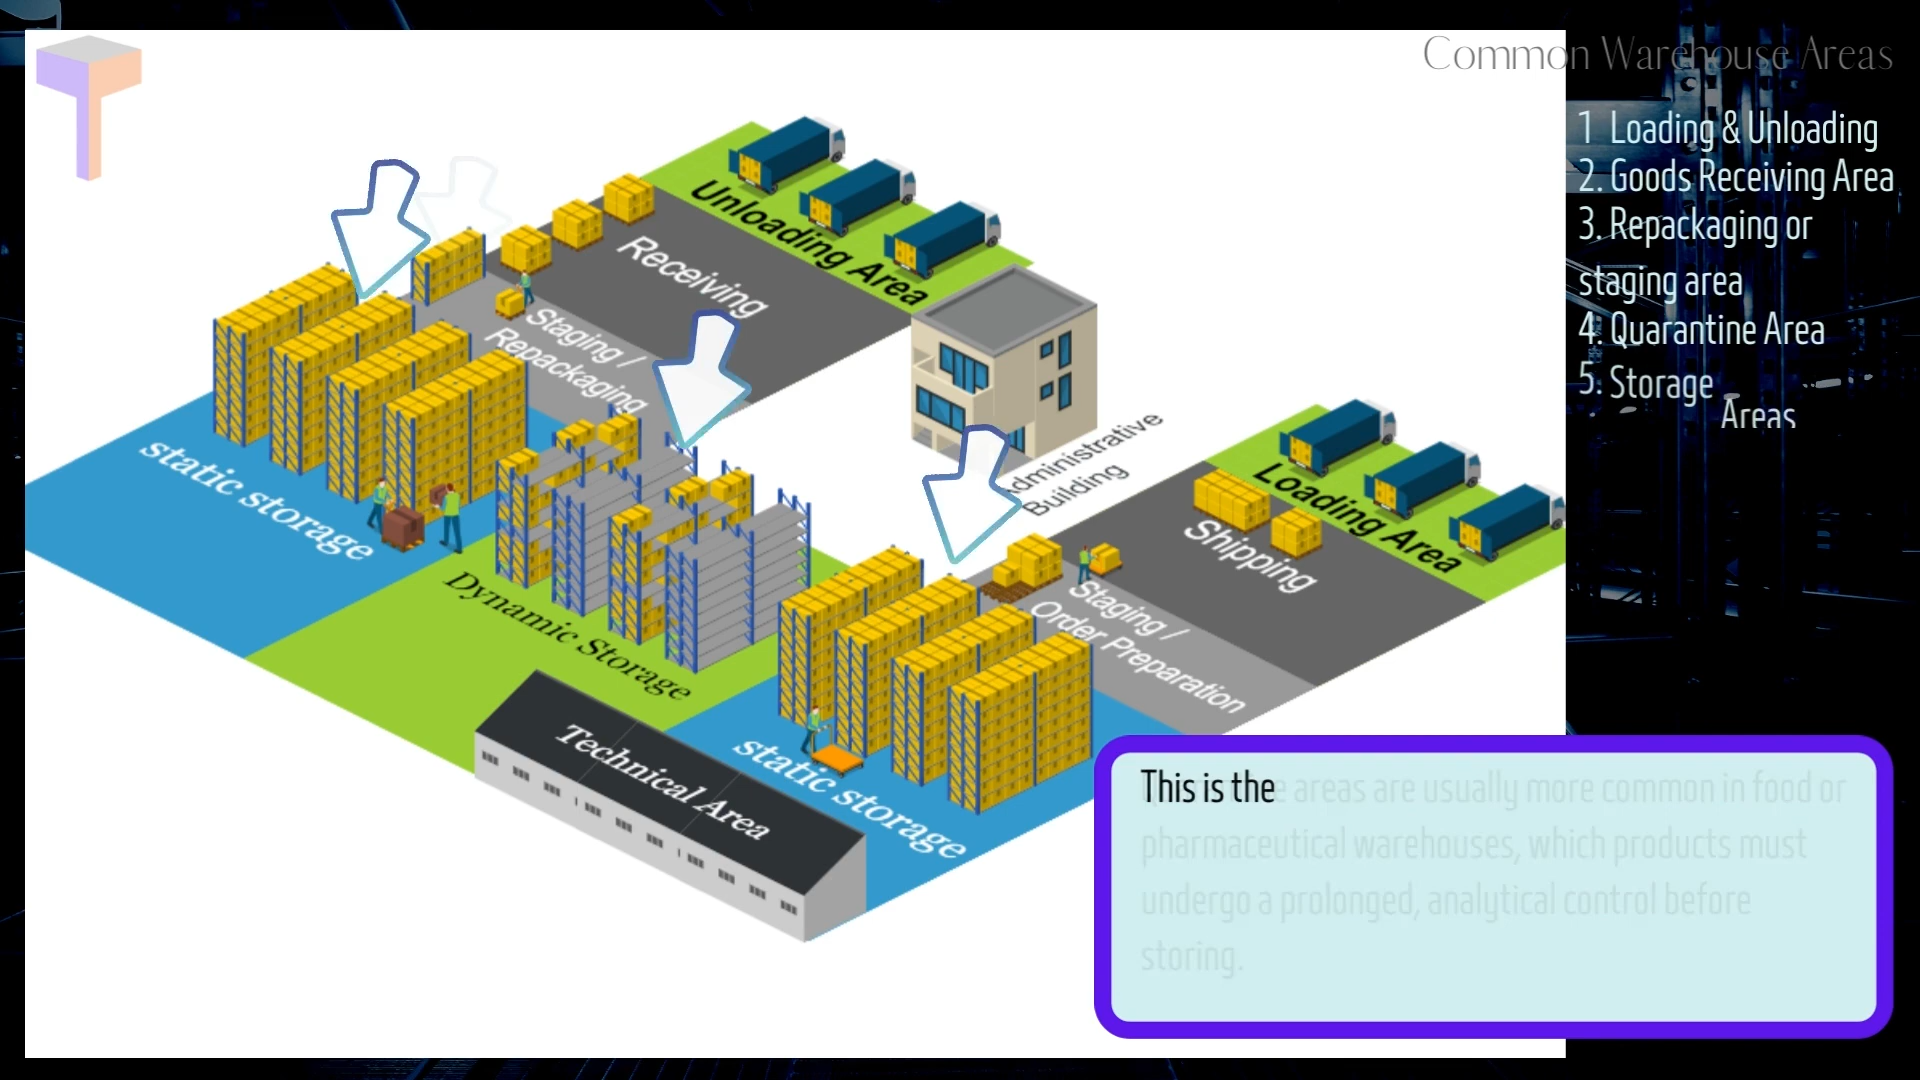 Common Warehouse Areas
1 Loading & Unloading
2. Goods Receiving Area
3. Repackaging or
staging area
4. Quarantine Area
5. Storage
Areas
Unloading Area
Receiving
Staging /
Repackaging
static storage
Dynamic Storage
Technical Area
static storage
Administrative
Building
Loading Area
Shipping
Staging /
Order Preparation
This is the
areas are usually more common in food or
pharmaceutical warehouses, which products must
undergo a prolonged, analytical control before
storing.